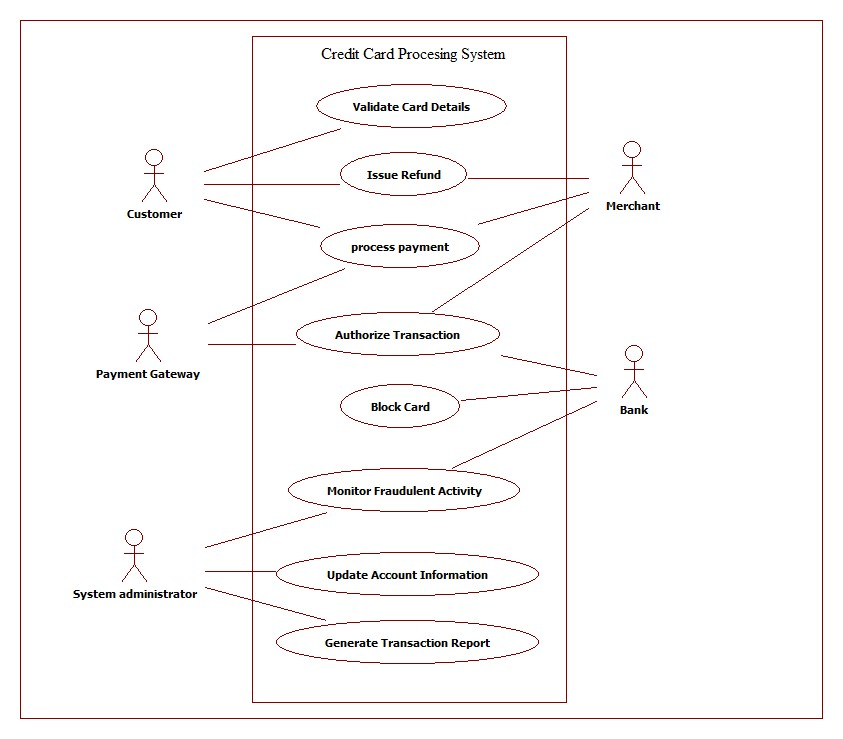 Credit Card Procesing System
Validate Card Details
Issue Refund
Customer
Merchant
process payment
Authorize Transaction
Payment Gateway
Block Card
Bank
Monitor Fraudulent Activity
Update Account Information
System administrator
Generate Transaction Report